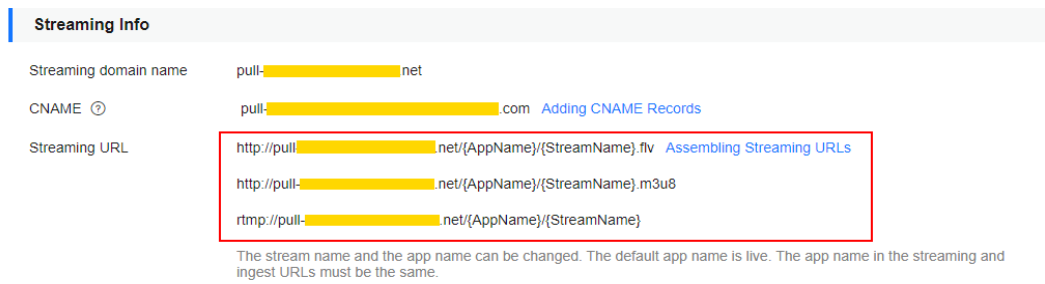 Streaming Info
Streaming domain name pull- net
CNAME ? pull- .com Adding CNAME Records
Streaming URL http://pull- .net/{AppName}/{StreamName}.flv Assembling Streaming URLs
http://pull- .net/{AppName}/{StreamName}.m3u8
rtmp://pull- .net/{AppName}/{StreamName}
The stream name and the app name can be changed. The default app name is live. The app name in the streaming and
ingest URLs must be the same.